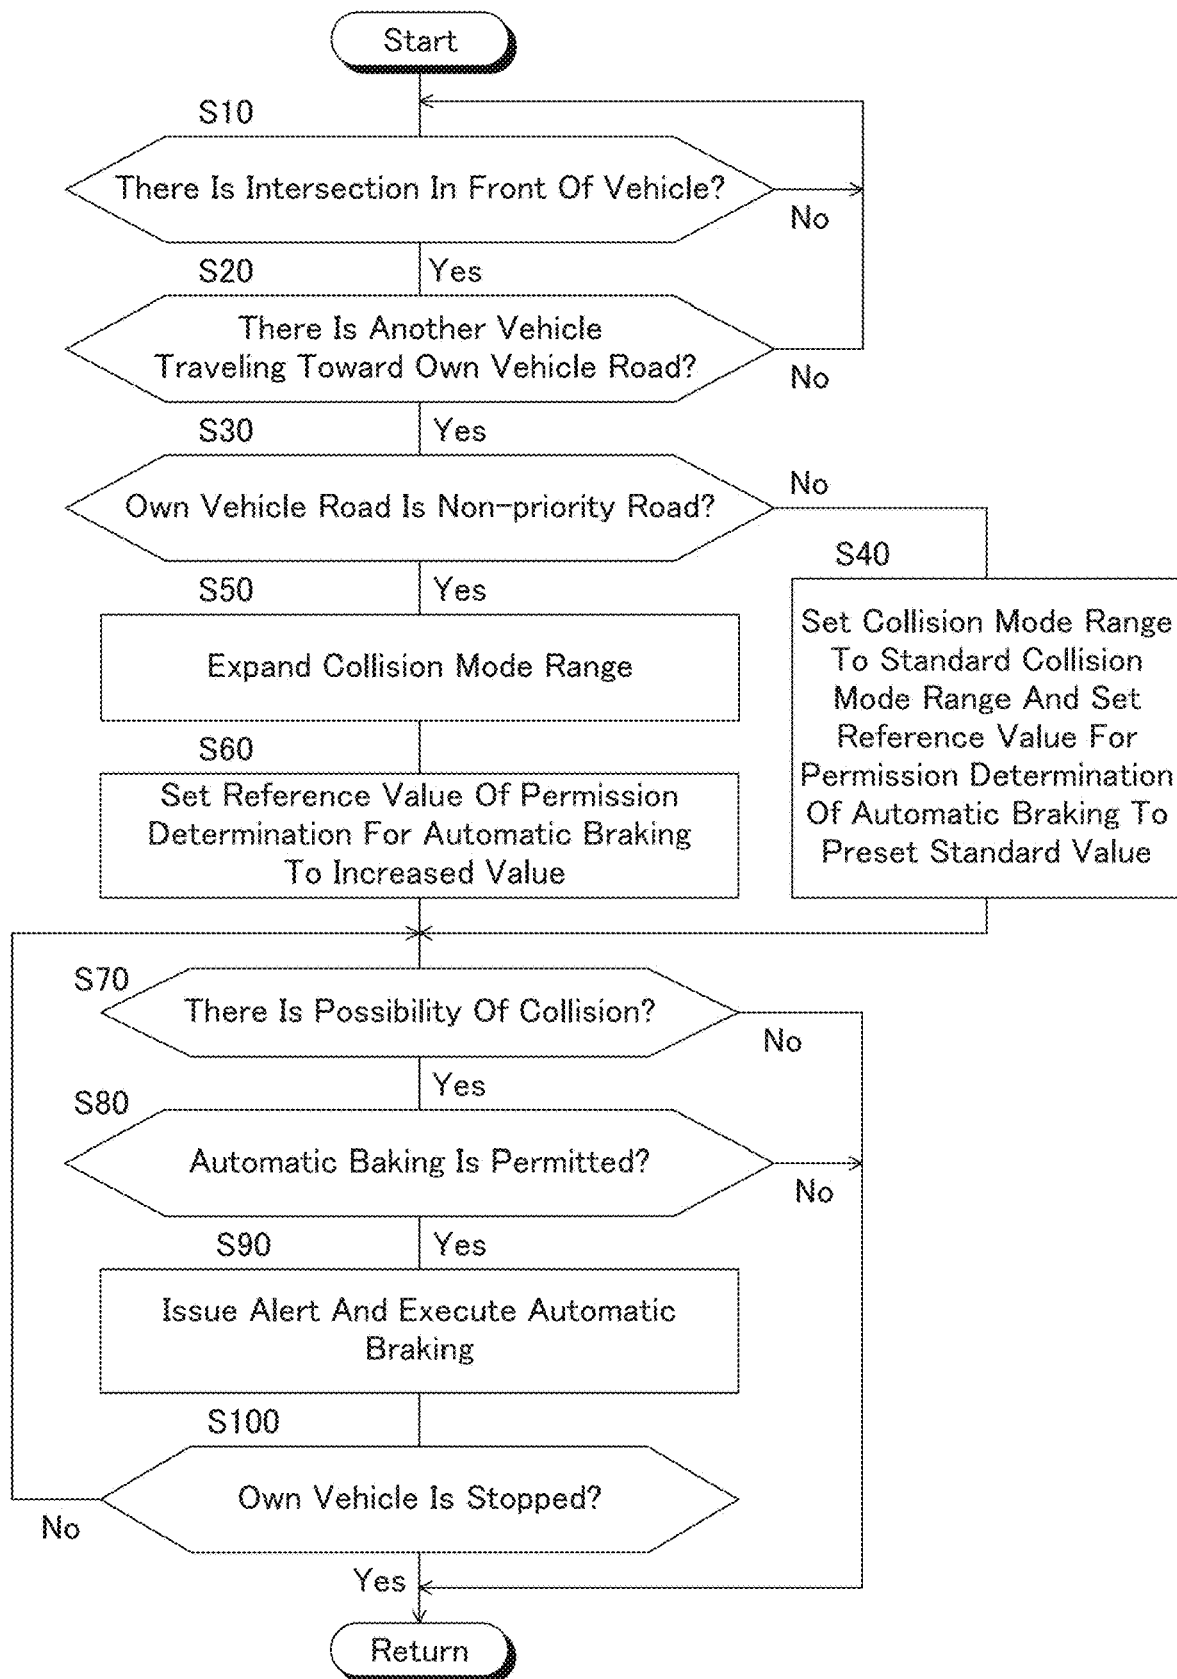 Start
S10
There Is Intersection In Front Of Vehicle?
No
S20
Yes
There Is Another Vehicle
Traveling Toward Own Vehicle Road?
No
S30
Yes
Own Vehicle Road Is Non-priority Road?
No
S40
Set Collision Mode Range
To Standard Collision
Mode Range And Set
Reference Value For
Permission Determination
Of Automatic Braking To
Preset Standard Value
S50
Yes
Expand Collision Mode Range
S60
Set Reference Value Of Permission
Determination For Automatic Braking
To Increased Value
S70
There Is Possibility Of Collision?
No
Yes
S80
Automatic Baking Is Permitted?
No
S90
Yes
Issue Alert And Execute Automatic
Braking
S100
Own Vehicle Is Stopped?
No
Yes
Return